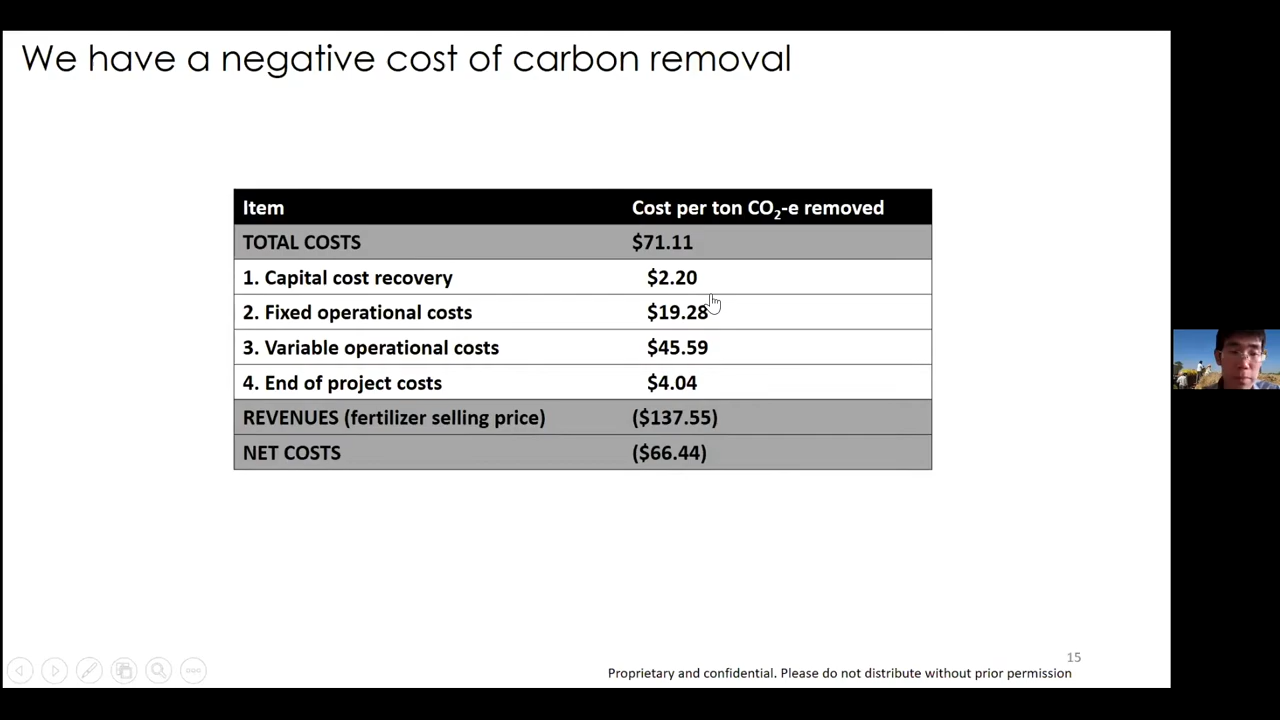 We have a negative cost of carbon removal
Item Cost per ton CO₂-e removed
TOTAL COSTS $71.11
1. Capital cost recovery $2.20
2. Fixed operational costs $19.28
3. Variable operational costs $45.59
4. End of project costs $4.04
REVENUES (fertilizer selling price) ($137.55)
NET COSTS ($66.44)
15
Proprietary and confidential. Please do not distribute without prior permission